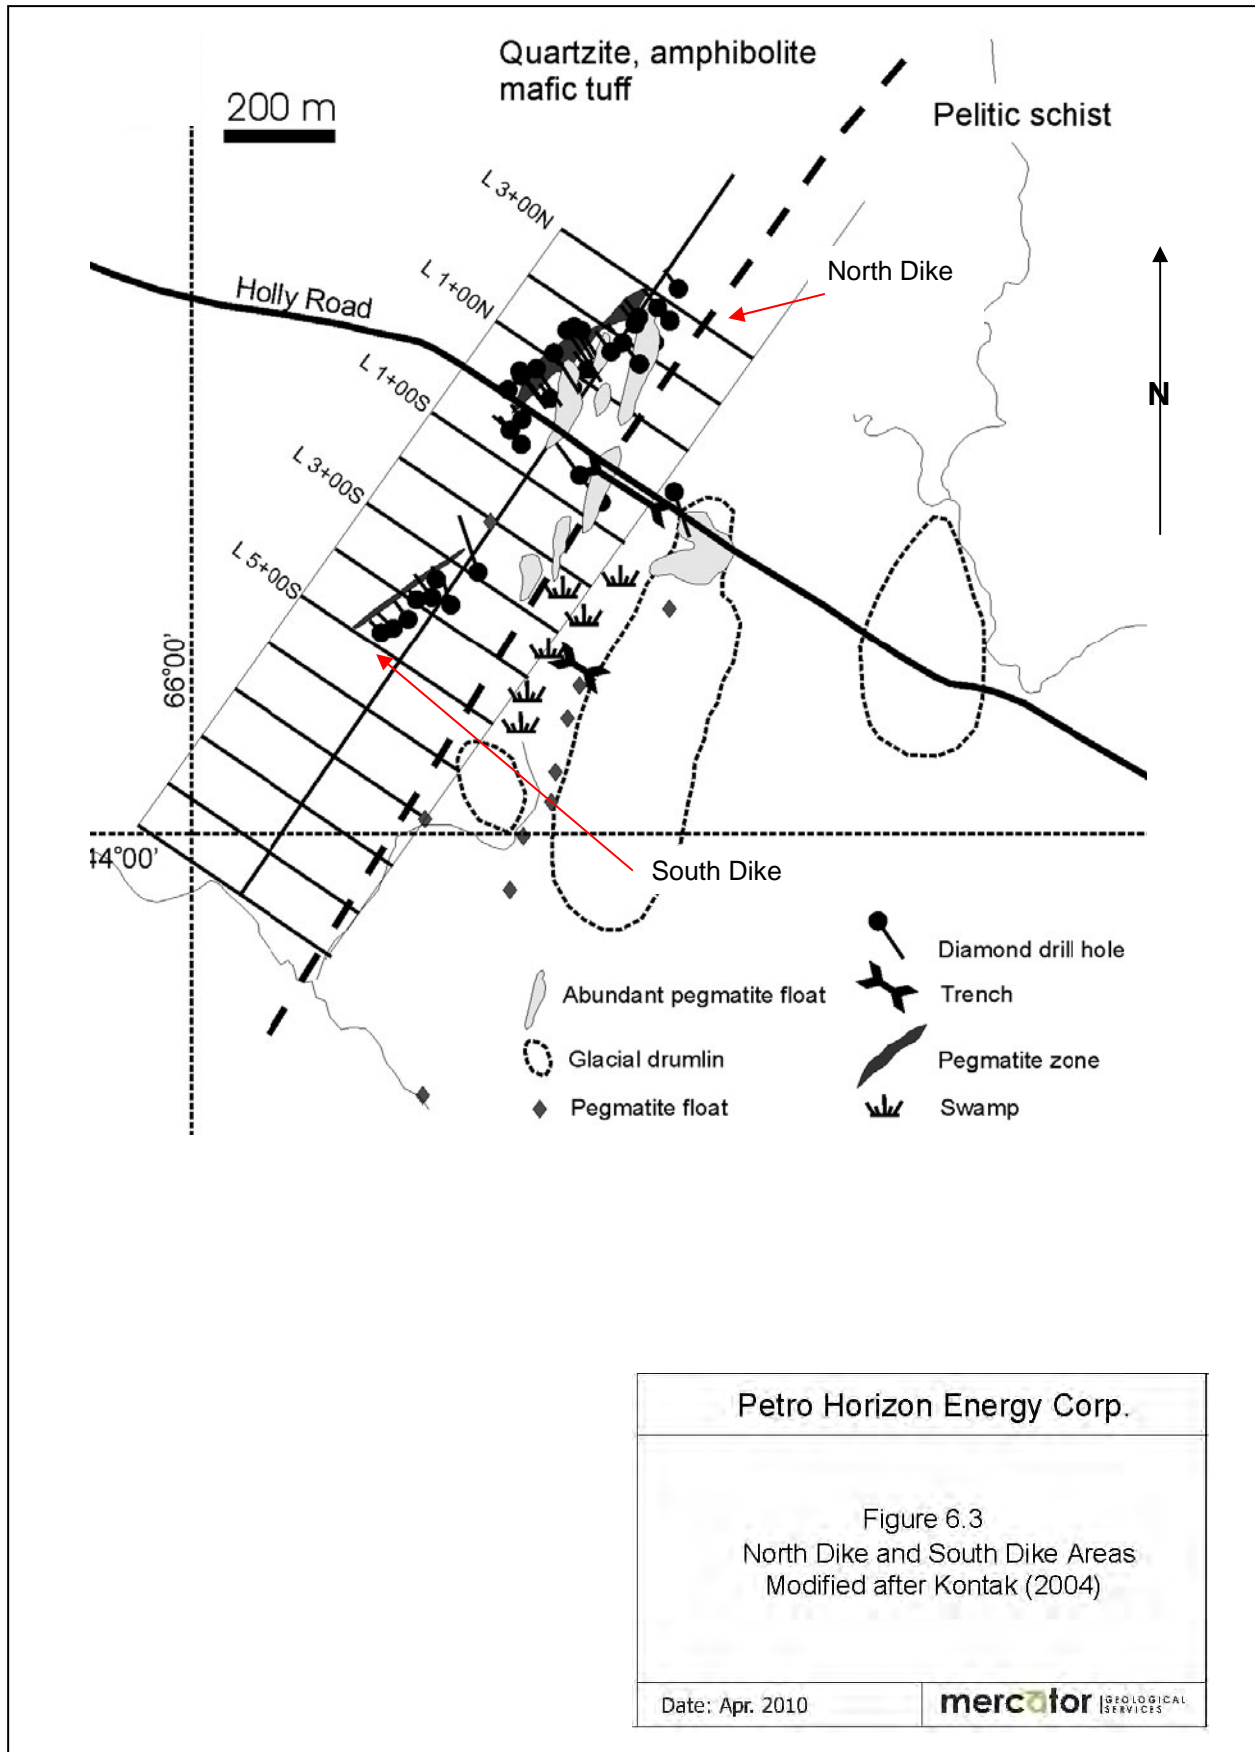 Quartzite, amphibolite
mafic tuff
200 m
Pelitic schist
L 3+00N
North Dike
L 1+00N
Holly Road
L 1+00S
N
L 3+00S
L 5+00S
66°00'
44°00'
South Dike
Diamond drill hole
Abundant pegmatite float
Trench
Glacial drumlin
Pegmatite zone
Pegmatite float
Swamp
Petro Horizon Energy Corp.
Figure 6.3
North Dike and South Dike Areas
Modified after Kontak (2004)
Date: Apr. 2010
mercator GEOLOGICAL
SERVICES